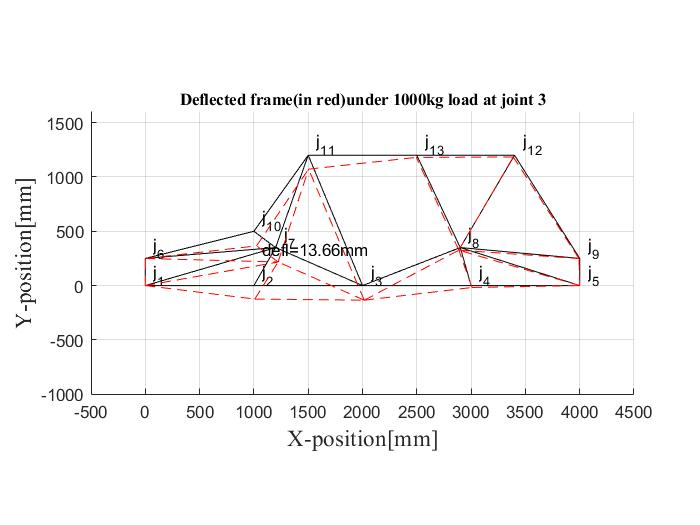 Deflected frame(in red)under 1000kg load at joint 3
1500
1000
500
0
-500
-1000
Y-position[mm]
j11
j13
j12
j10
j6
j7
defl=13.66mm
j8
j9
j1
j2
j3
j4
j5
-500 0 500 1000 1500 2000 2500 3000 3500 4000 4500
X-position[mm]